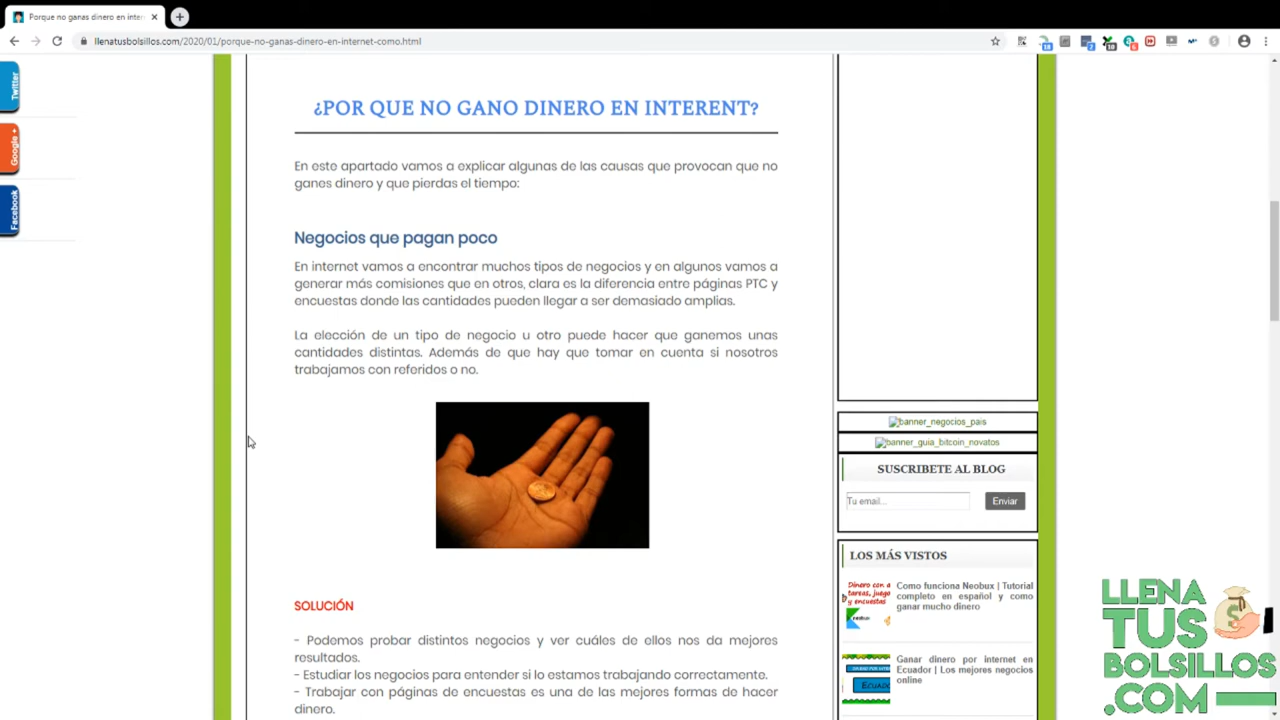 Porque no ganas dinero en inter
llenatusbolsillos.com/2020/01/porque-no-ganas-dinero-en-internet-como.html
Twitter
Google +
Facebook
¿POR QUE NO GANO DINERO EN INTERENT?
En este apartado vamos a explicar algunas de las causas que provocan que no
ganes dinero y que pierdas el tiempo:
Negocios que pagan poco
En internet vamos a encontrar muchos tipos de negocios y en algunos vamos a
generar más comisiones que en otros, clara es la diferencia entre páginas PTC y
encuestas donde las cantidades pueden llegar a ser demasiado amplias.
La elección de un tipo de negocio u otro puede hacer que ganemos unas
cantidades distintas. Además de que hay que tomar en cuenta si nosotros
trabajamos con referidos o no.
SOLUCIÓN
- Podemos probar distintos negocios y ver cuáles de ellos nos da mejores
resultados.
- Estudiar los negocios para entender si lo estamos trabajando correctamente.
- Trabajar con páginas de encuestas es una de las mejores formas de hacer
dinero.
banner_negocios_pais
banner_guia_bitcoin_novatos
SUSCRIBETE AL BLOG
Tu email...
Enviar
LOS MÁS VISTOS
Dinero con
tareas, juego
y encuestas
Como funciona Neobux | Tutorial
completo en español y como
ganar mucho dinero
Ganar dinero por internet en
Ecuador | Los mejores negocios
online
LLENA
TUS
BOLSILLOS
.COM